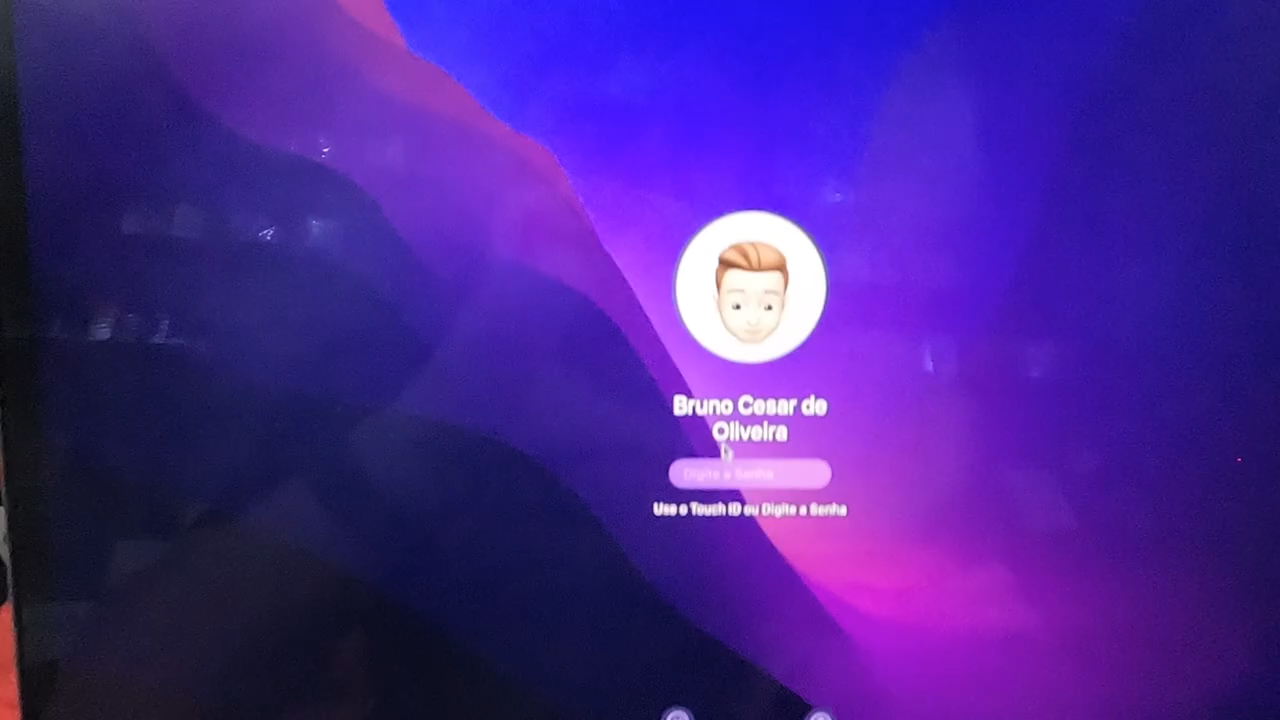 Bruno Cesar de
Oliveira
Digite a Senha
Use o Touch ID ou Digite a Senha